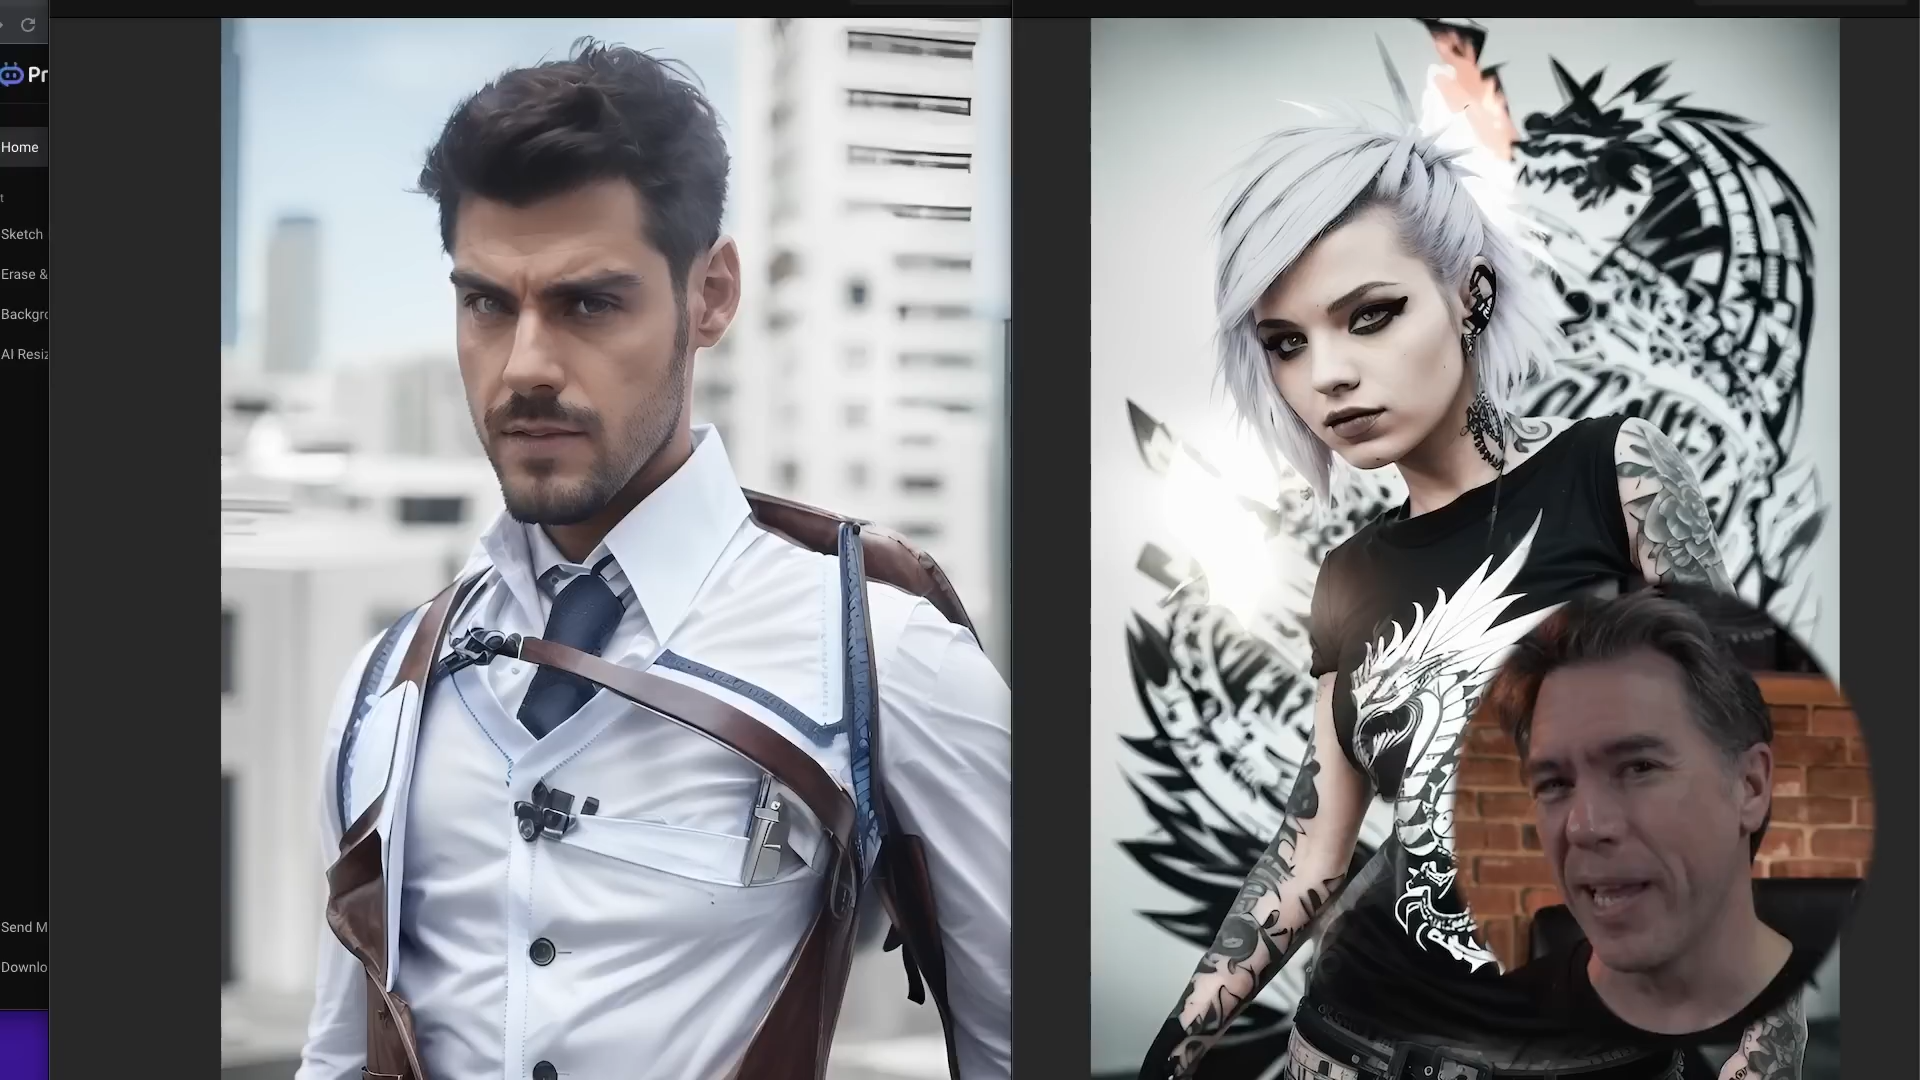 Pr
Home
t
Sketch
Erase &
Backgro
AI Resiz
Send M
Downlo